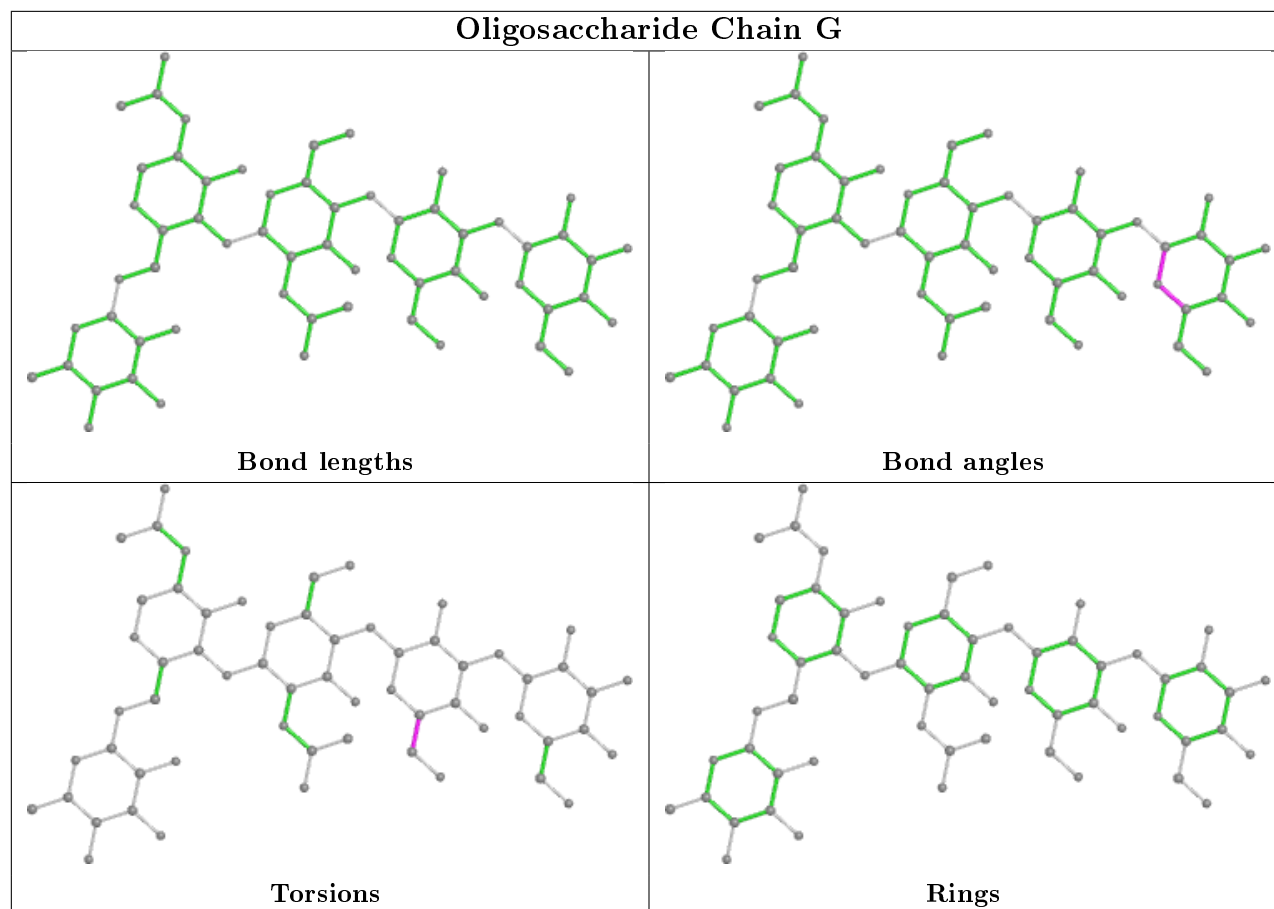 Oligosaccharide Chain G
Bond lengths
Bond angles
Torsions
Rings